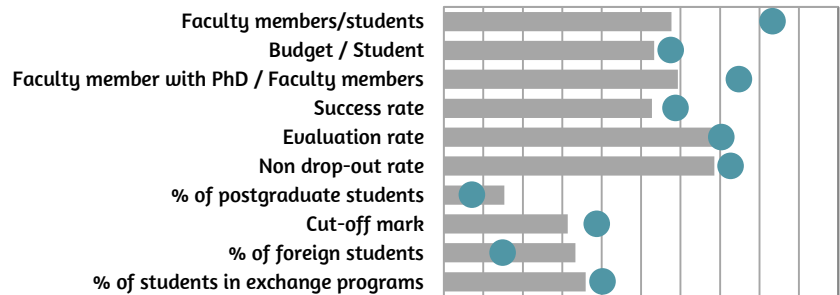 Faculty members/students
Budget / Student
Faculty member with PhD / Faculty members
Success rate
Evaluation rate
Non drop-out rate
% of postgraduate students
Cut-off mark
% of foreign students
% of students in exchange programs